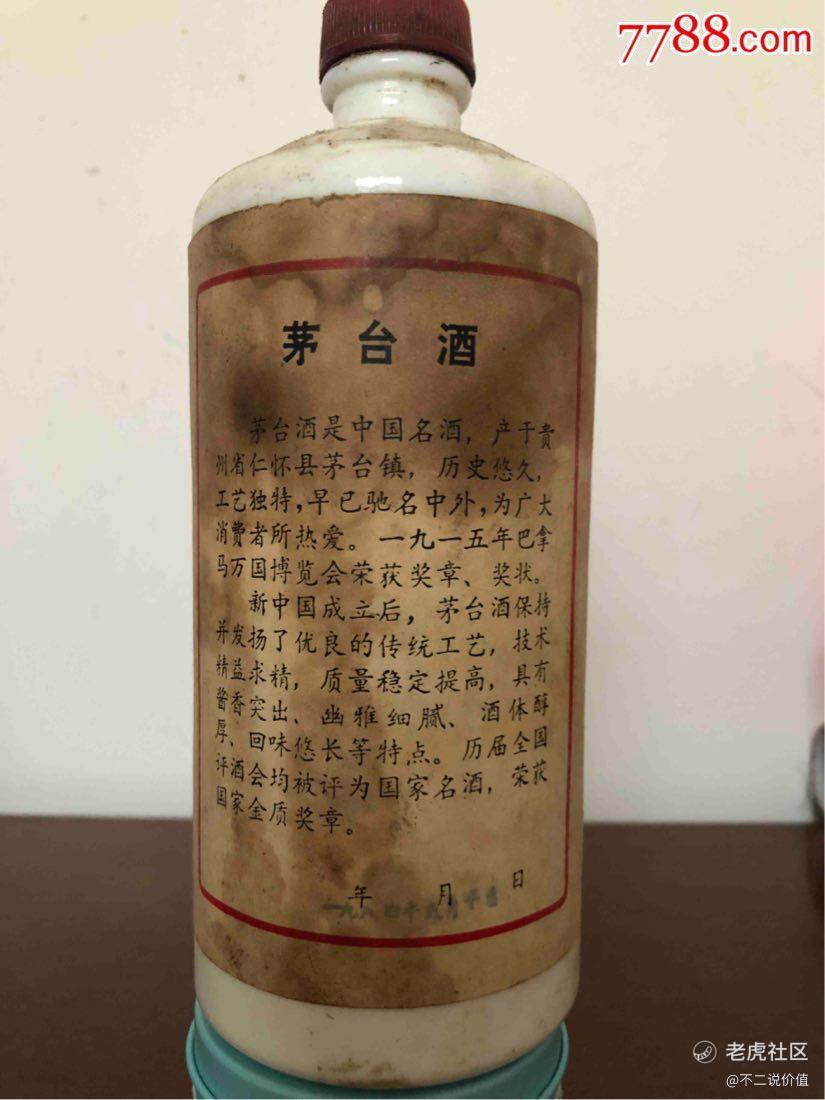 7788.com
茅台酒
茅台酒是中国名酒，产于贵
州省仁怀县茅台镇，历史悠久，
工艺独特，早已驰名中外，为广大
消费者所热爱。一九一五年巴拿
马万国博览会荣获奖章、奖状。
新中国成立后，茅台酒保持
并发扬了优良的传统工艺，技术
精益求精，质量稳定提高，具有
酱香突出、幽雅细腻、酒体醇
厚、回味悠长等特点。历届全国
评酒会均被评为国家名酒，荣获
国家金质奖章。
年 月 日
一九八四年九月
老虎社区
@不二说价值